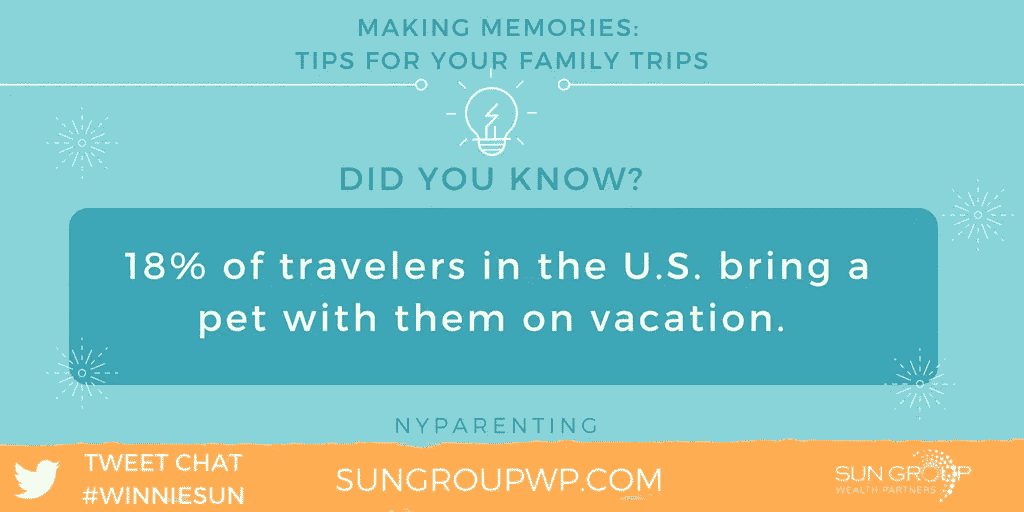 MAKING MEMORIES:
TIPS FOR YOUR FAMILY TRIPS
DID YOU KNOW?
18% of travelers in the U.S. bring a
pet with them on vacation.
NYPARENTING
TWEET CHAT
#WINNIESUN
SUNGROUPWP.COM
SUN GROUP
WEALTH PARTNERS